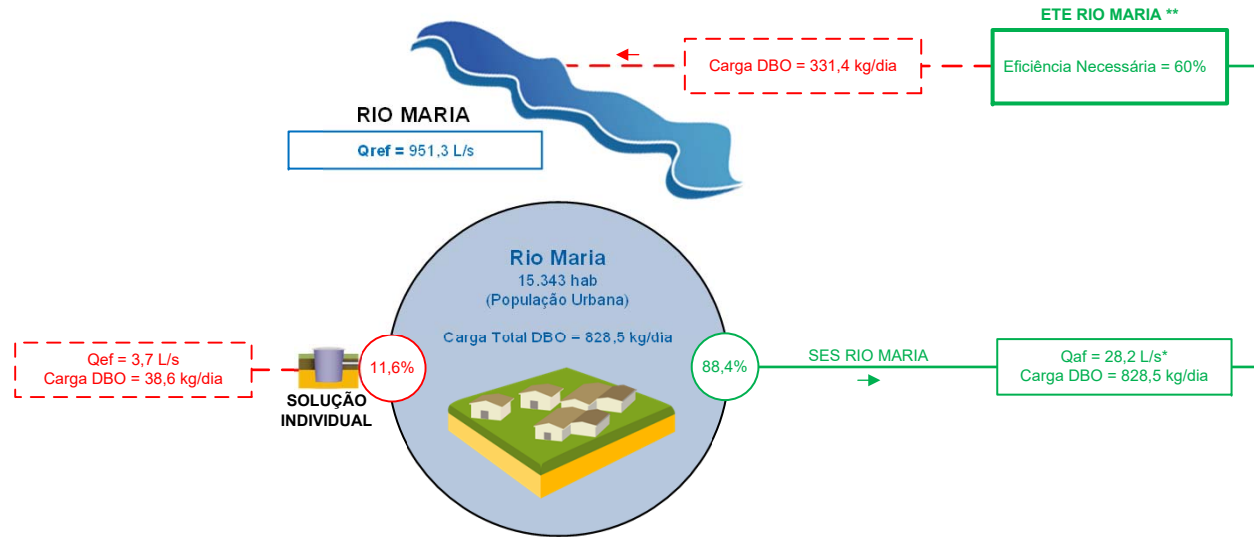 ETE RIO MARIA **
Carga DBO = 331,4 kg/dia
Eficiência Necessária = 60%
RIO MARIA
Qref = 951,3 L/s
Rio Maria
15.343 hab
(População Urbana)
Carga Total DBO = 828,5 kg/dia
Qef = 3,7 L/s
Carga DBO = 38,6 kg/dia
SOLUÇÃO
INDIVIDUAL
11,6%
88,4%
SES RIO MARIA
Qaf = 28,2 L/s*
Carga DBO = 828,5 kg/dia